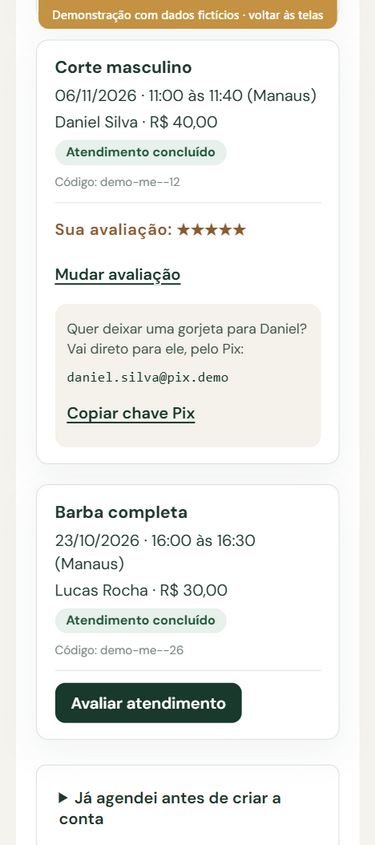 Demonstração com dados fictícios · voltar às telas
Corte masculino
06/11/2026 · 11:00 às 11:40 (Manaus)
Daniel Silva · R$ 40,00
Atendimento concluído
Código: demo-me--12
Sua avaliação: ★★★★★
Mudar avaliação
Quer deixar uma gorjeta para Daniel?
Vai direto para ele, pelo Pix:
daniel.silva@pix.demo
Copiar chave Pix
Barba completa
23/10/2026 · 16:00 às 16:30
(Manaus)
Lucas Rocha · R$ 30,00
Atendimento concluído
Código: demo-me--26
Avaliar atendimento
▶ Já agendei antes de criar a
conta